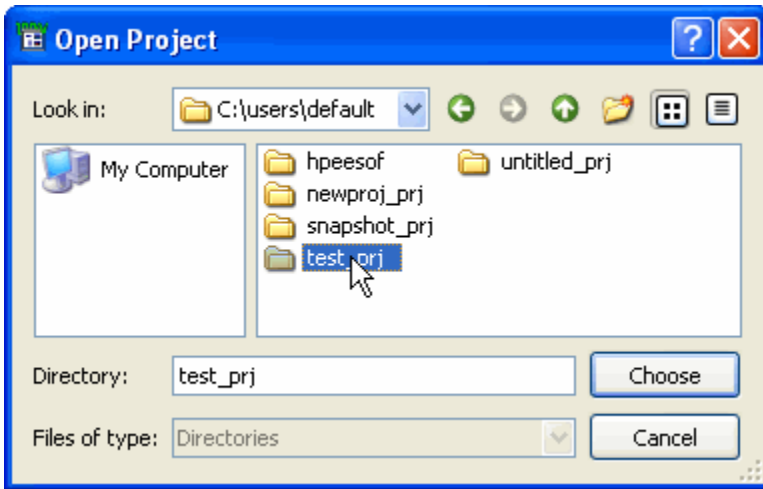 Open Project
Look in: C:\users\default
My Computer
hpeesof untitled_prj
newproj_prj
snapshot_prj
test_prj
Directory: test_prj Choose
Files of type: Directories Cancel